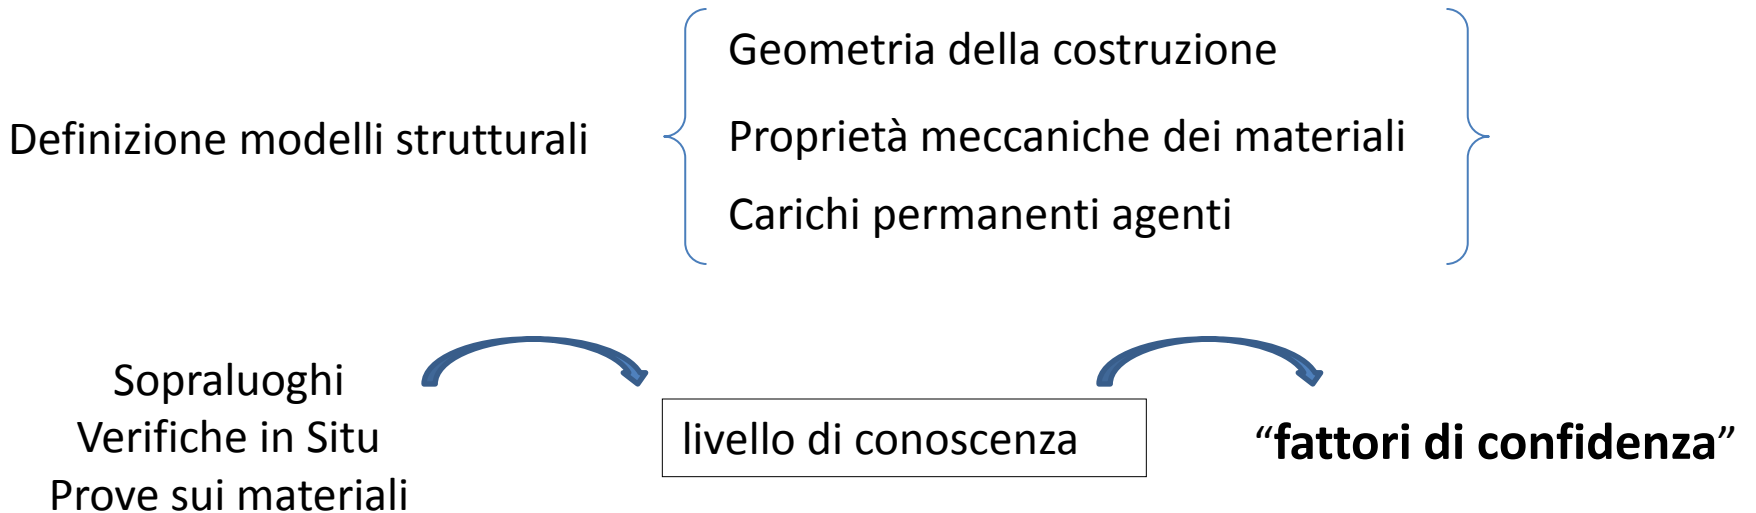 Geometria della costruzione
Definizione modelli strutturali
Proprietà meccaniche dei materiali
Carichi permanenti agenti
Sopraluoghi
Verifiche in Situ
Prove sui materiali
livello di conoscenza
“fattori di confidenza”